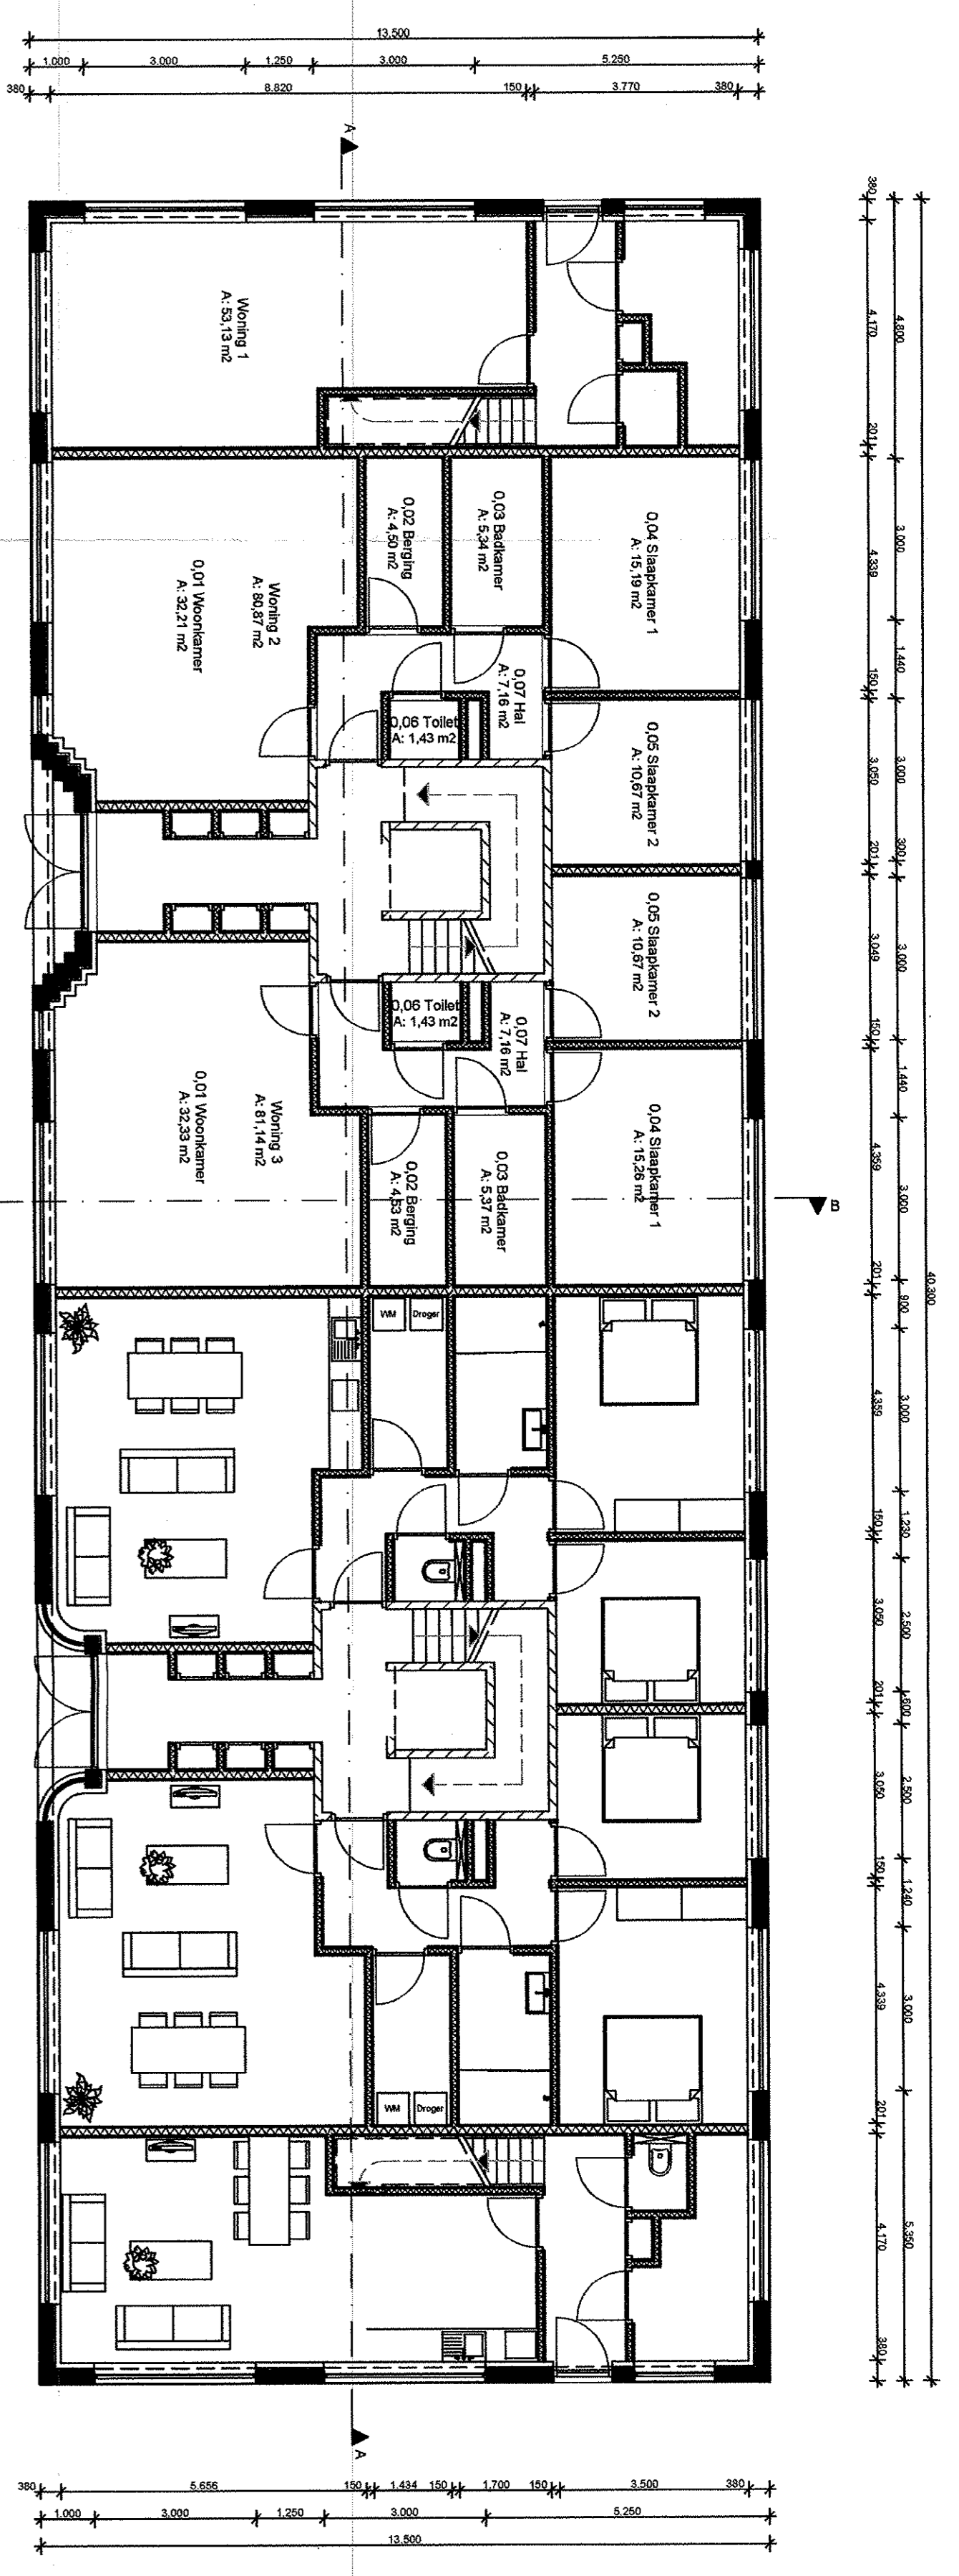 13.500
1.000 3.000 1.250 3.000 5.250
380 8.820 150 3.770 380
A
380 4.170 201 4.339 150 3.050 201 3.049 150 4.359 201 4.359 150 3.050 201 3.050 150 4.339 201 4.170 380
4.800 3.000 1.440 3.000 300 3.000 1.440 3.000 900 3.000 1.230 2.500 600 2.500 1.240 3.000 5.350
40.300
Woning 1
A: 53,13 m2
0,04 Slaapkamer 1
A: 15,19 m2
0,03 Badkamer
A: 5,34 m2
0,02 Berging
A: 4,50 m2
Woning 2
A: 80,87 m2
0,01 Woonkamer
A: 32,21 m2
0,07 Hal
A: 7,16 m2
0,06 Toilet
A: 1,43 m2
0,05 Slaapkamer 2
A: 10,67 m2
0,05 Slaapkamer 2
A: 10,67 m2
0,06 Toilet
A: 1,43 m2
0,07 Hal
A: 7,16 m2
Woning 3
A: 81,14 m2
0,01 Woonkamer
A: 32,33 m2
0,04 Slaapkamer 1
A: 15,26 m2
0,03 Badkamer
A: 5,37 m2
0,02 Berging
A: 4,53 m2
B
WM Droger
WM Droger
A
380 5.656 150 1.434 150 1.700 150 3.500 380
1.000 3.000 1.250 3.000 5.250
13.500